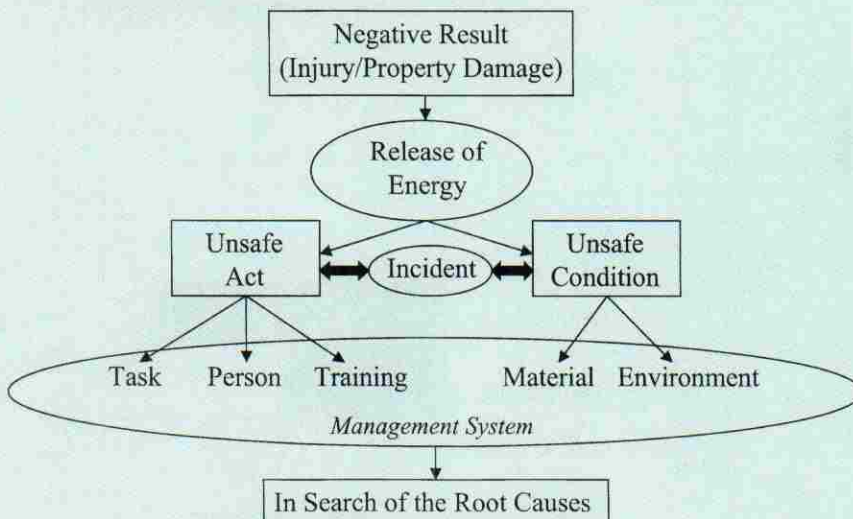 Negative Result
(Injury/Property Damage)
Release of
Energy
Unsafe
Act
Incident
Unsafe
Condition
Task Person Training Material Environment
Management System
In Search of the Root Causes